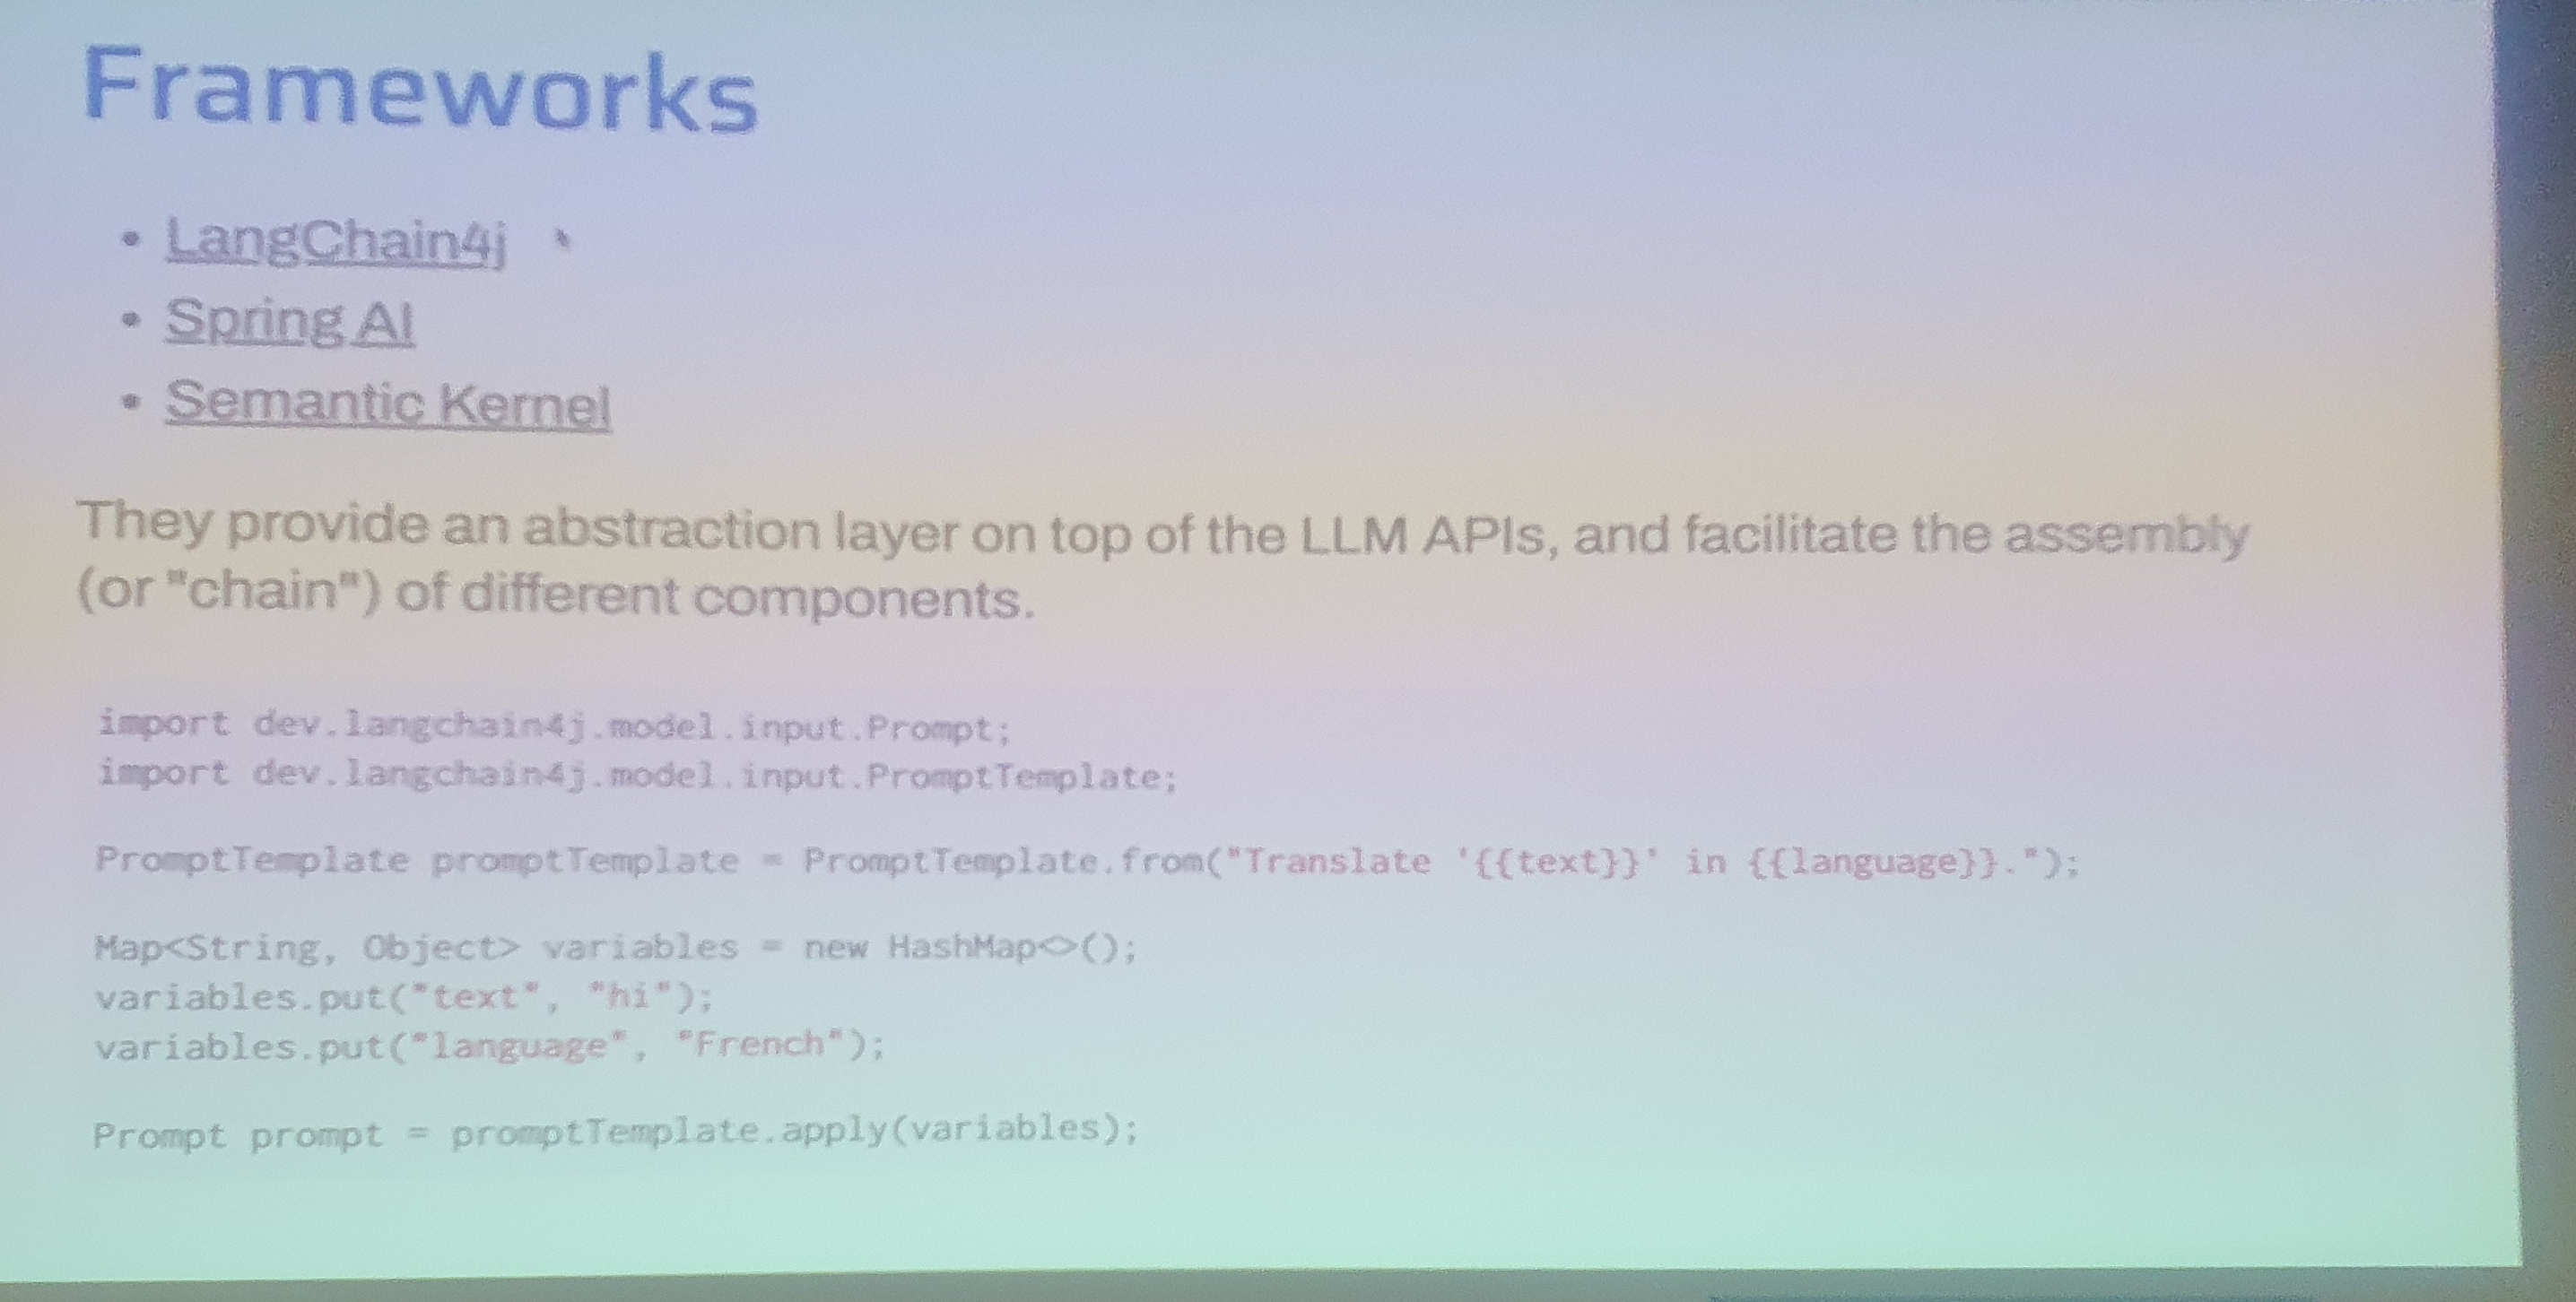 Frameworks
• LangChain4j
• Spring AI
• Semantic Kernel
They provide an abstraction layer on top of the LLM APIs, and facilitate the assembly
(or "chain") of different components.
import dev.langchain4j.model.input.Prompt;
import dev.langchain4j.model.input.PromptTemplate;
PromptTemplate promptTemplate = PromptTemplate.from("Translate '{{text}}' in {{language}}.");
Map<String, Object> variables = new HashMap<>();
variables.put("text", "hi");
variables.put("language", "French");
Prompt prompt = promptTemplate.apply(variables);